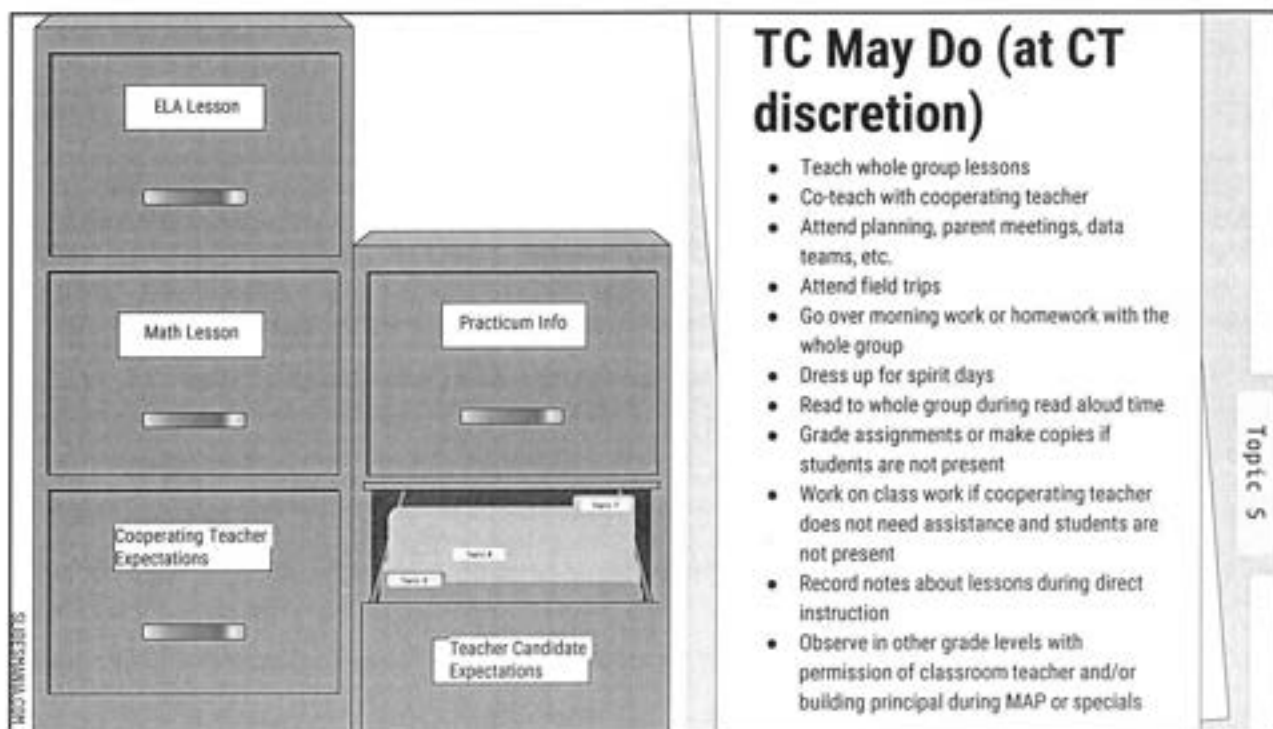 ELA Lesson
Math Lesson
Cooperating Teacher
Expectations
Practicum Info
Teacher Candidate
Expectations
SLIDESMANIA.COM
TC May Do (at CT
discretion)
● Teach whole group lessons
● Co-teach with cooperating teacher
● Attend planning, parent meetings, data
teams, etc.
● Attend field trips
● Go over morning work or homework with the
whole group
● Dress up for spirit days
● Read to whole group during read aloud time
● Grade assignments or make copies if
students are not present
● Work on class work if cooperating teacher
does not need assistance and students are
not present
● Record notes about lessons during direct
instruction
● Observe in other grade levels with
permission of classroom teacher and/or
building principal during MAP or specials
Topic 5